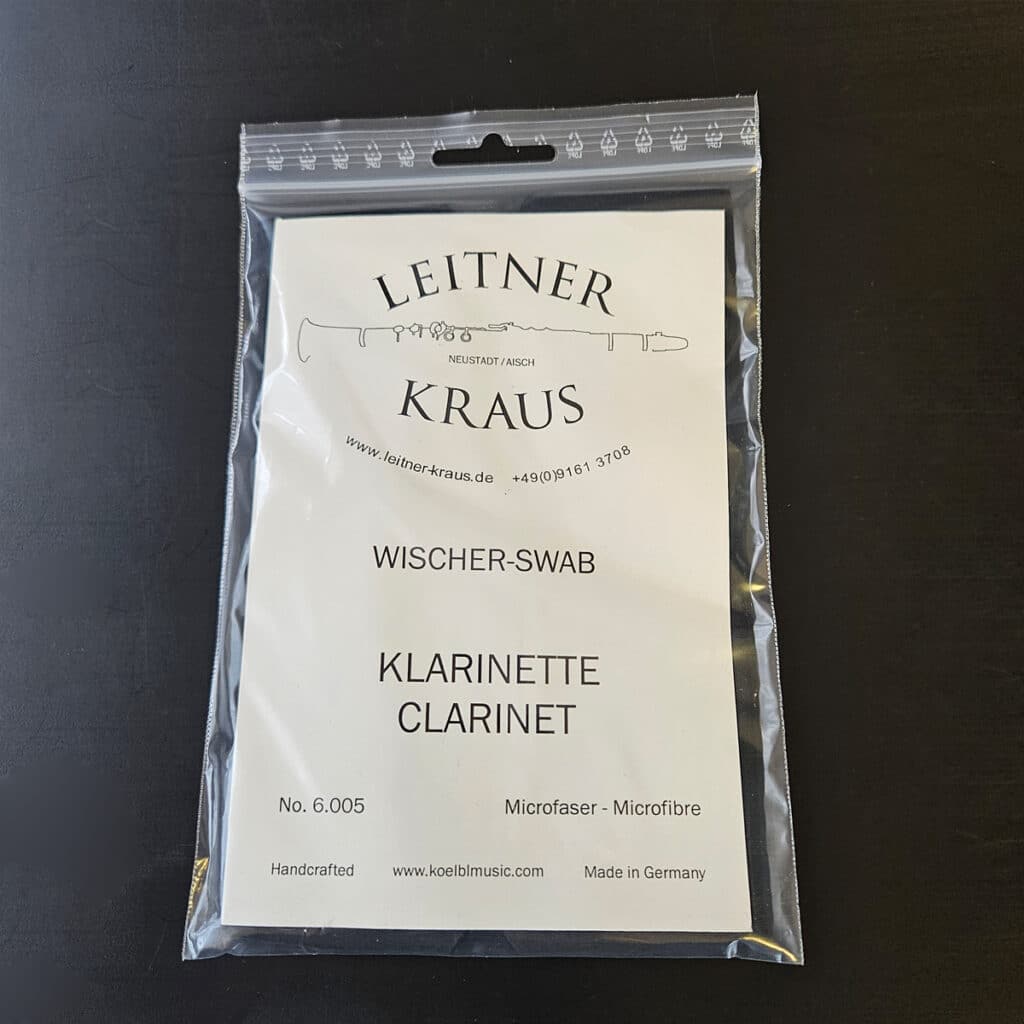 LEITNER
NEUSTADT / AISCH
KRAUS
www.leitner-kraus.de +49(0)9161 3708
WISCHER-SWAB
KLARINETTE
CLARINET
No. 6.005 Microfaser - Microfibre
Handcrafted www.koelblmusic.com Made in Germany